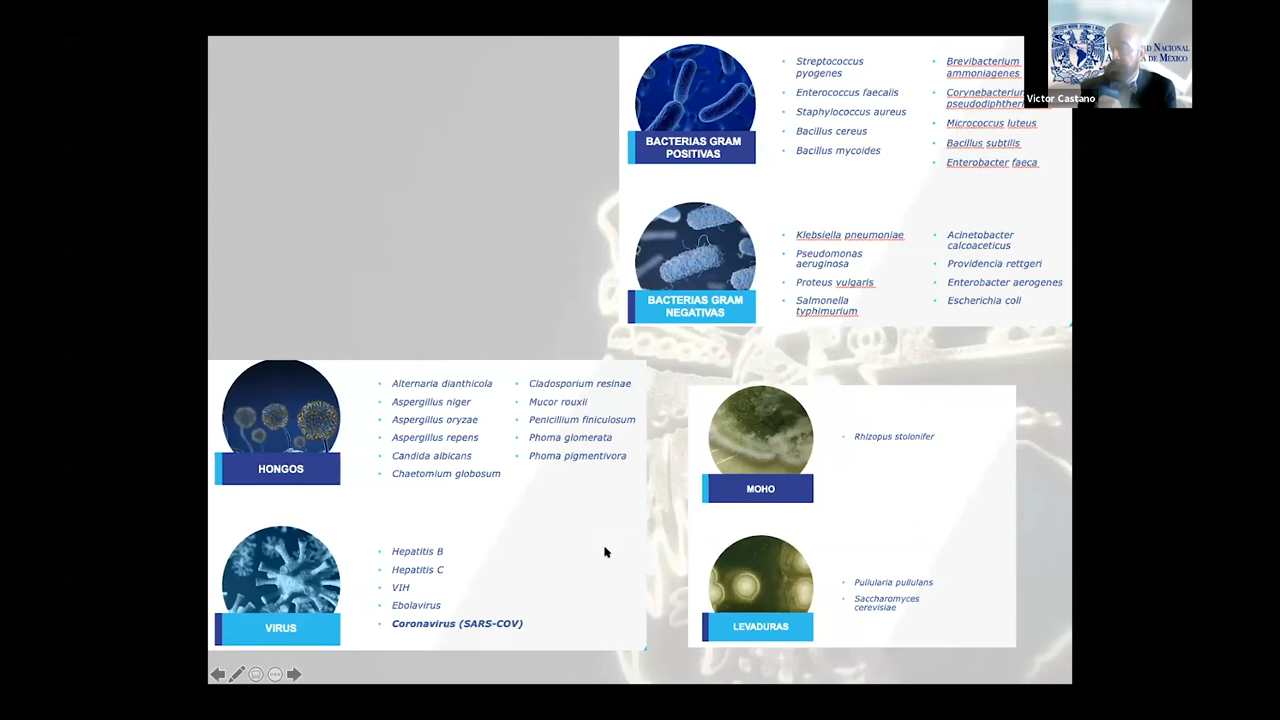 BACTERIAS GRAM
POSITIVAS
Streptococcus
pyogenes
Enterococcus faecalis
Staphylococcus aureus
Bacillus cereus
Bacillus mycoides
Brevibacterium
ammoniagenes
Corynebacterium
pseudodiphther
Micrococcus luteus
Bacillus subtilis
Enterobacter faeca
Victor Castano
BACTERIAS GRAM
NEGATIVAS
Klebsiella pneumoniae
Pseudomonas
aeruginosa
Proteus vulgaris
Salmonella
typhimurium
Acinetobacter
calcoaceticus
Providencia rettgeri
Enterobacter aerogenes
Escherichia coli
HONGOS
Alternaria dianthicola
Aspergillus niger
Aspergillus oryzae
Aspergillus repens
Candida albicans
Chaetomium globosum
Cladosporium resinae
Mucor rouxii
Penicillium finiculosum
Phoma glomerata
Phoma pigmentivora
MOHO
Rhizopus stolonifer
VIRUS
Hepatitis B
Hepatitis C
VIH
Ebolavirus
Coronavirus (SARS-COV)
LEVADURAS
Pullularia pullulans
Saccharomyces
cerevisiae